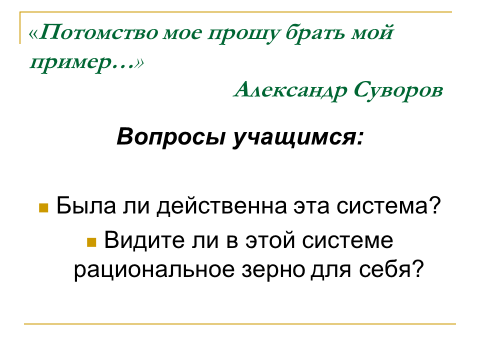 «Потомство мое прошу брать мой
пример…»
Александр Суворов
Вопросы учащимся:
Была ли действенна эта система?
Видите ли в этой системе
рациональное зерно для себя?